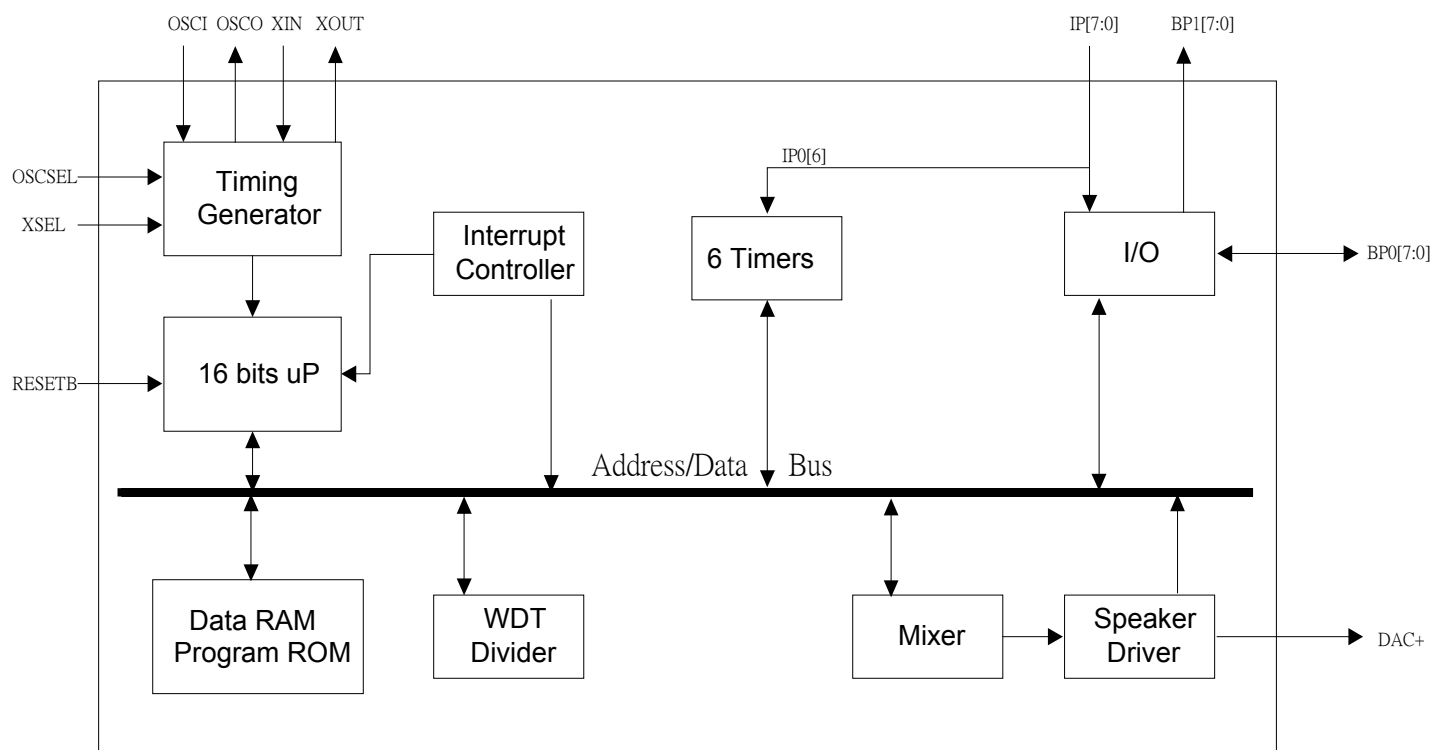 OSCI OSCO XIN XOUT
IP[7:0] BP1[7:0]
IP0[6]
OSCSEL
XSEL
Timing
Generator
Interrupt
Controller
6 Timers
I/O
BP0[7:0]
RESETB
16 bits uP
Address/Data Bus
Data RAM
Program ROM
WDT
Divider
Mixer
Speaker
Driver
DAC+